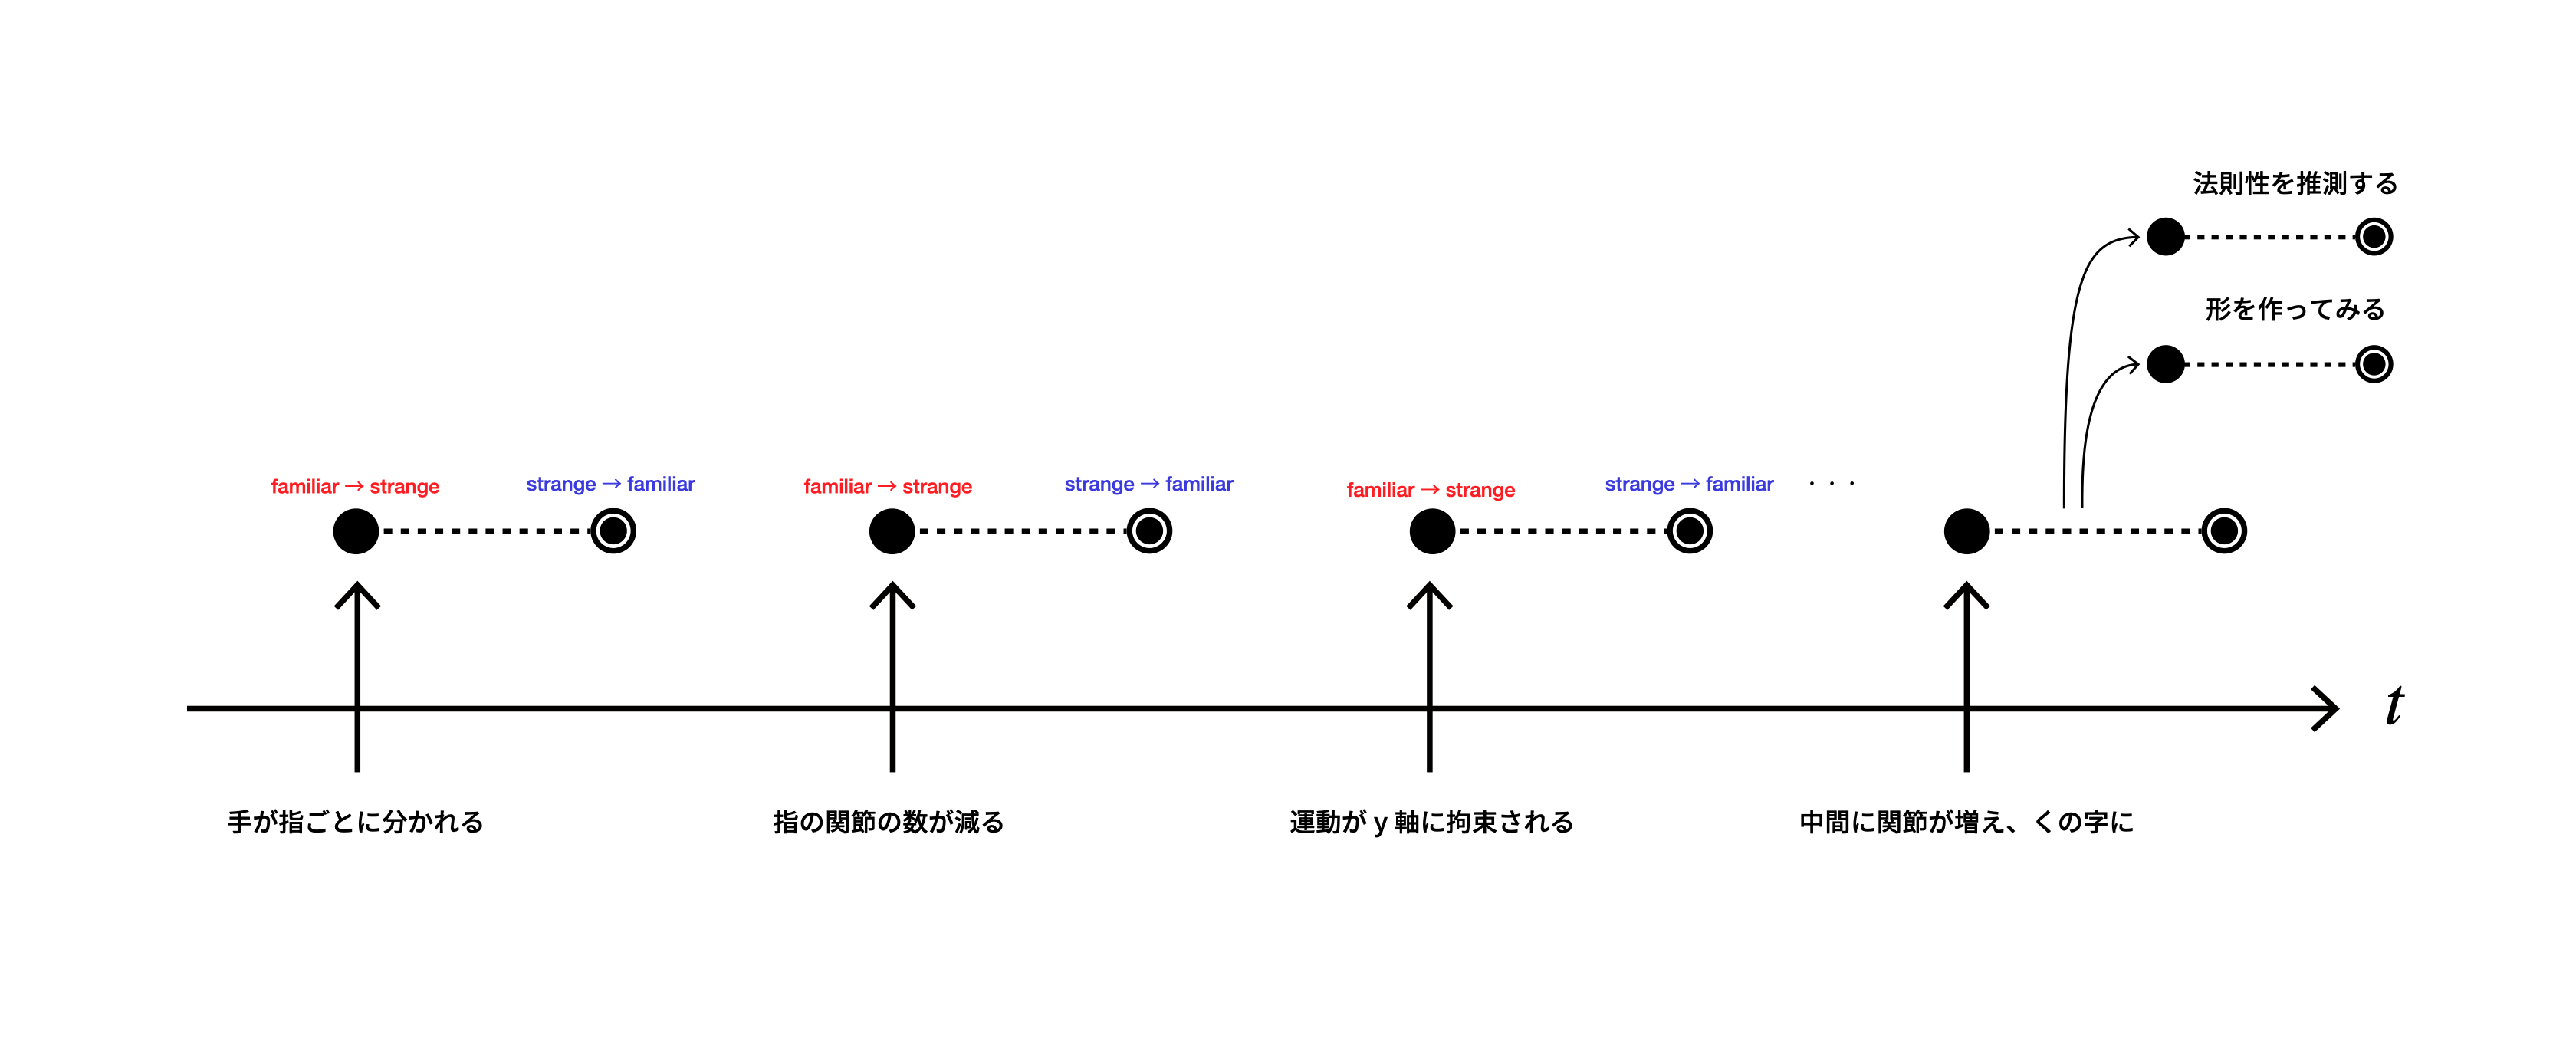 法則性を推測する
形を作ってみる
familiar → strange
strange → familiar
familiar → strange
strange → familiar
familiar → strange
strange → familiar
・・・
t
手が指ごとに分かれる
指の関節の数が減る
運動が y 軸に拘束される
中間に関節が増え、くの字に